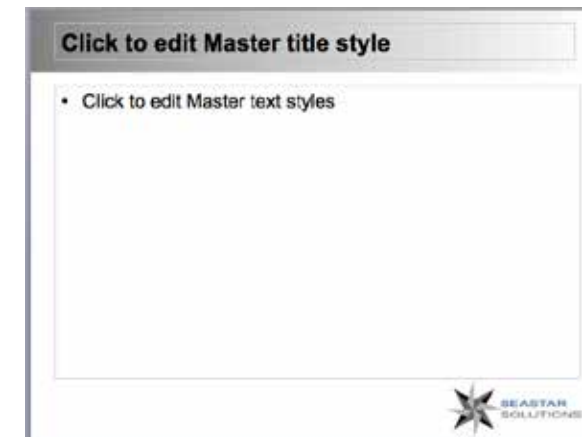 Click to edit Master title style
• Click to edit Master text styles
SEASTAR
SOLUTIONS